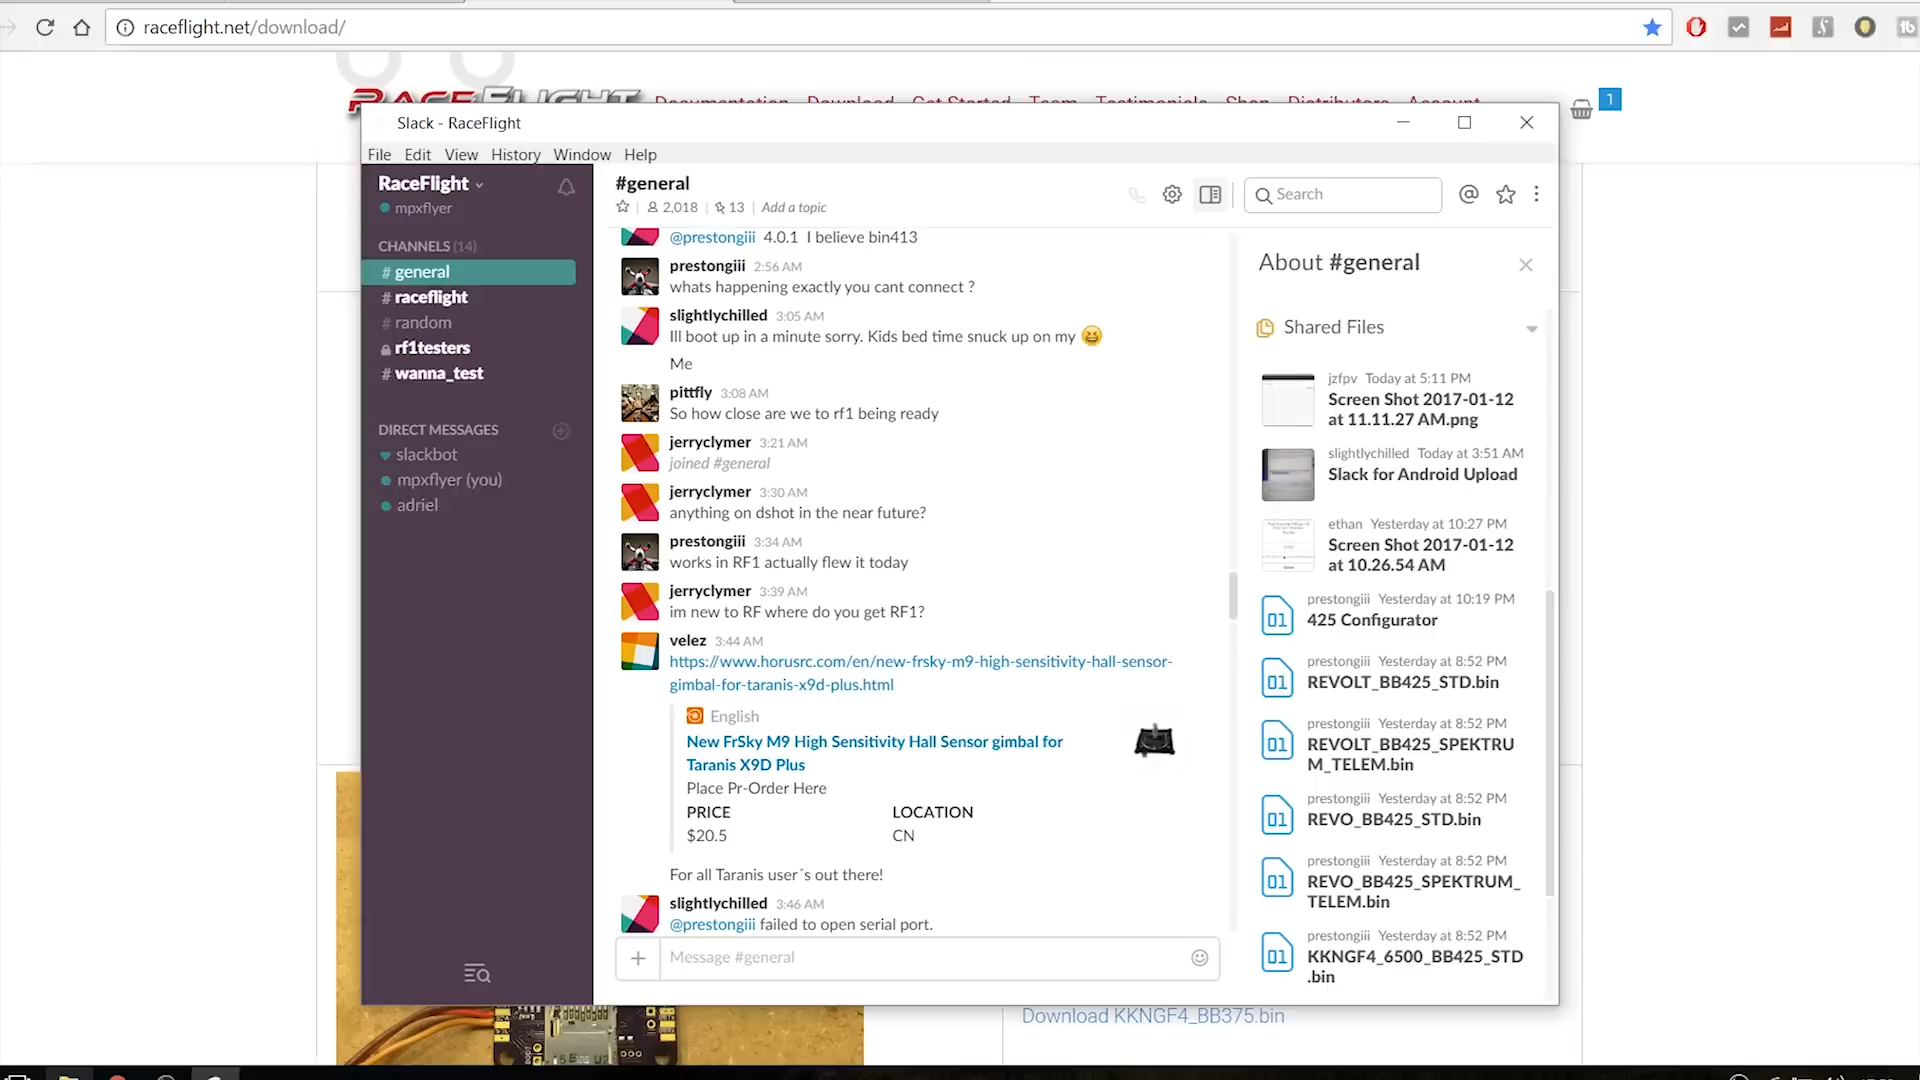 raceflight.net/download/
RACEFLIGHT
Documentation Download Get Started Team Testimonials Shop Distributors Account
1
Slack - RaceFlight
File Edit View History Window Help
RaceFlight
mpxflyer
CHANNELS (14)
# general
# raceflight
# random
rf1testers
# wanna_test
DIRECT MESSAGES
slackbot
mpxflyer (you)
adriel
#general
2,018 | 13 | Add a topic
Search
@prestongiii 4.0.1 I believe bin413
prestongiii 2:56 AM
whats happening exactly you cant connect ?
slightlychilled 3:05 AM
Ill boot up in a minute sorry. Kids bed time snuck up on my
Me
pittfly 3:08 AM
So how close are we to rf1 being ready
jerryclymer 3:21 AM
joined #general
jerryclymer 3:30 AM
anything on dshot in the near future?
prestongiii 3:34 AM
works in RF1 actually flew it today
jerryclymer 3:39 AM
im new to RF where do you get RF1?
velez 3:44 AM
https://www.horusrc.com/en/new-frsky-m9-high-sensitivity-hall-sensor-
gimbal-for-taranis-x9d-plus.html
English
New FrSky M9 High Sensitivity Hall Sensor gimbal for
Taranis X9D Plus
Place Pr-Order Here
PRICE LOCATION
$20.5 CN
For all Taranis user´s out there!
slightlychilled 3:46 AM
@prestongiii failed to open serial port.
Message #general
About #general
Shared Files
jzfpv Today at 5:11 PM
Screen Shot 2017-01-12
at 11.11.27 AM.png
slightlychilled Today at 3:51 AM
Slack for Android Upload
ethan Yesterday at 10:27 PM
Screen Shot 2017-01-12
at 10.26.54 AM
prestongiii Yesterday at 10:19 PM
425 Configurator
prestongiii Yesterday at 8:52 PM
REVOLT_BB425_STD.bin
prestongiii Yesterday at 8:52 PM
REVOLT_BB425_SPEKTRU
M_TELEM.bin
prestongiii Yesterday at 8:52 PM
REVO_BB425_STD.bin
prestongiii Yesterday at 8:52 PM
REVO_BB425_SPEKTRUM_
TELEM.bin
prestongiii Yesterday at 8:52 PM
KKNGF4_6500_BB425_STD
.bin
Download KKNGF4_BB375.bin